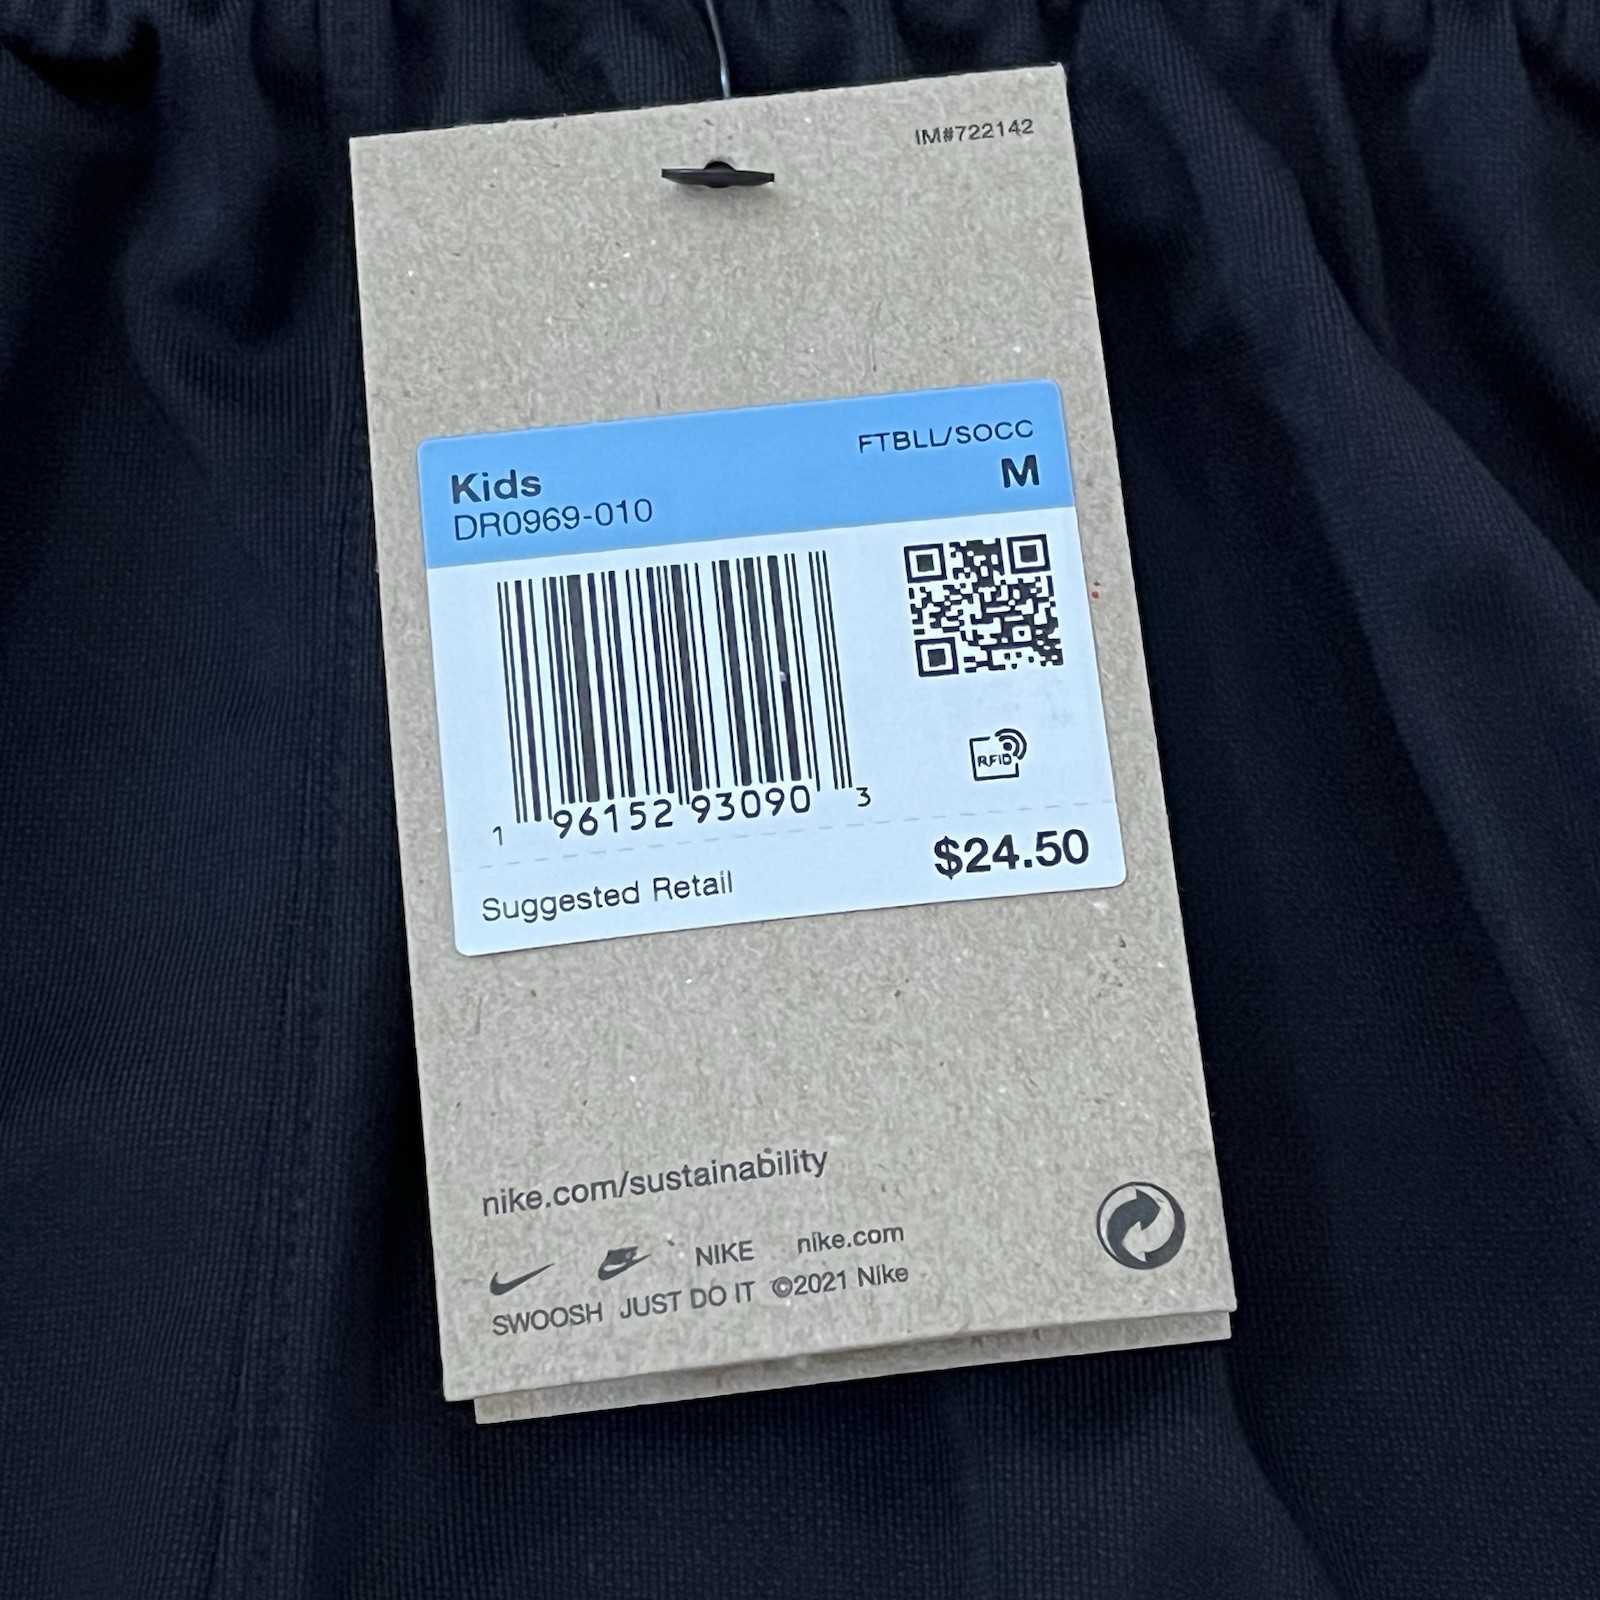 IM#722142
FTBLL/SOCC
Kids M
DR0969-010
RFID
1 96152 93090 3
Suggested Retail $24.50
nike.com/sustainability
NIKE nike.com
SWOOSH JUST DO IT ©2021 Nike